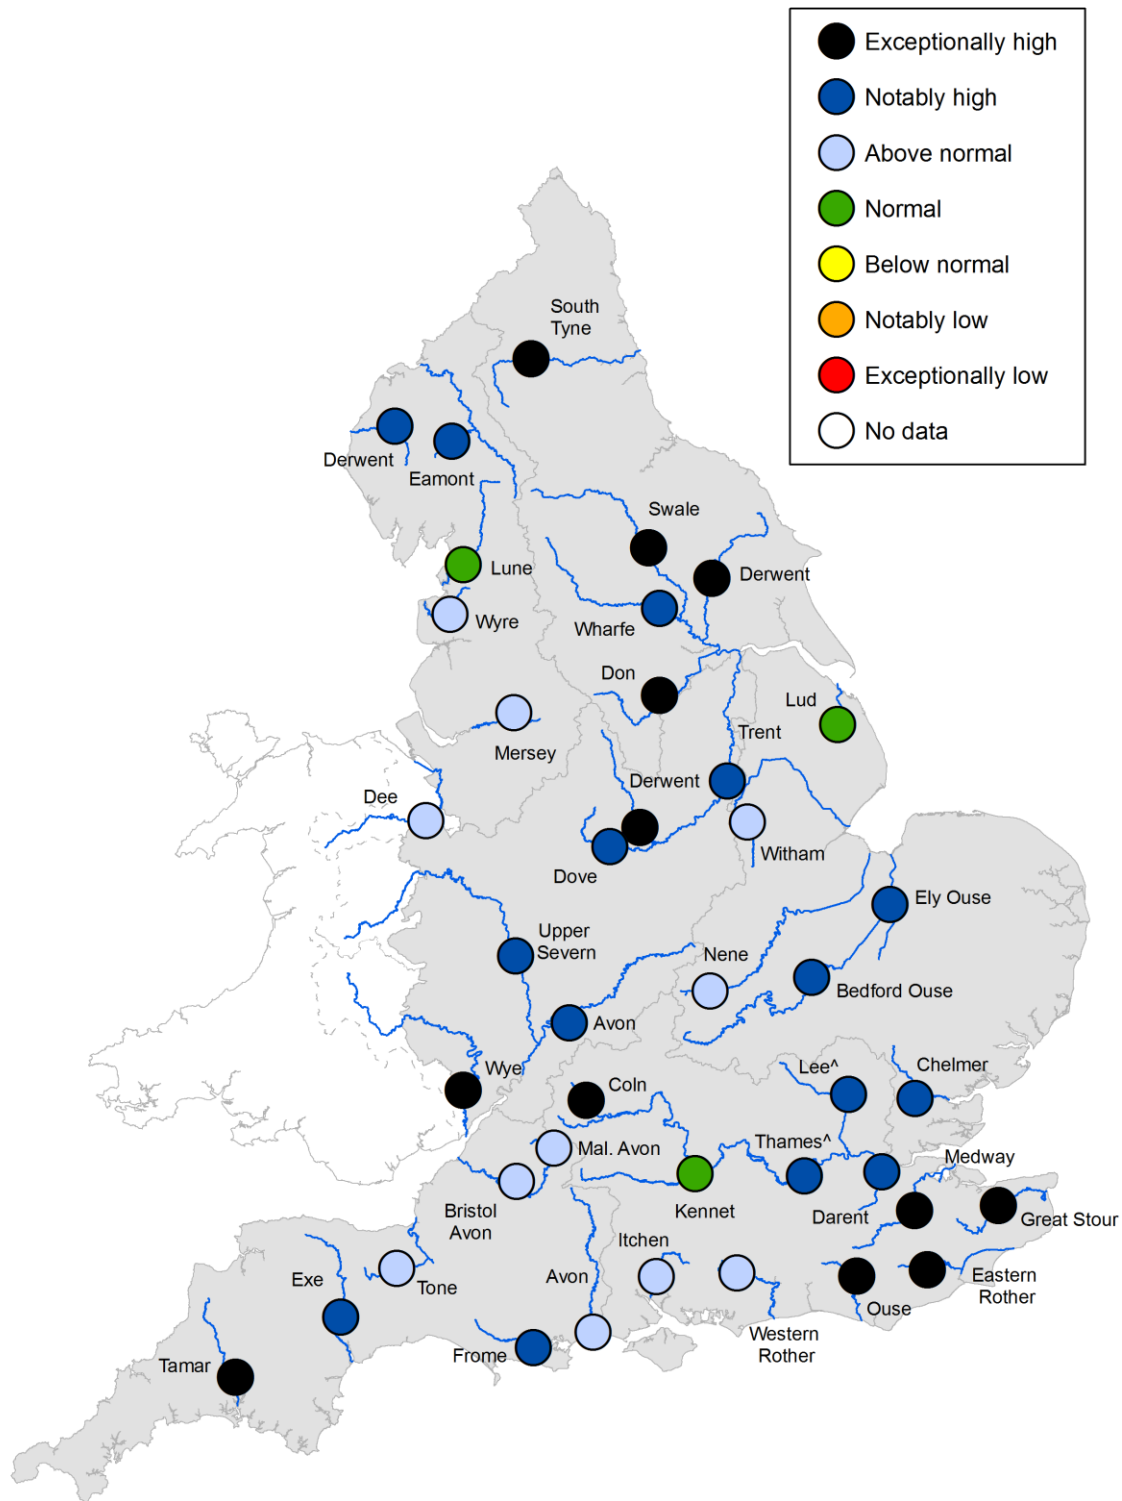 Exceptionally high
Notably high
Above normal
Normal
Below normal
Notably low
Exceptionally low
No data
South
Tyne
Derwent
Eamont
Swale
Lune
Derwent
Wyre
Wharfe
Don
Lud
Mersey
Trent
Derwent
Dee
Witham
Dove
Ely Ouse
Upper
Severn
Nene
Bedford Ouse
Avon
Wye
Coln
Lee^
Chelmer
Mal. Avon
Thames^
Medway
Bristol
Avon
Kennet
Darent
Great Stour
Itchen
Exe
Tone
Avon
Ouse
Eastern
Rother
Western
Rother
Frome
Tamar